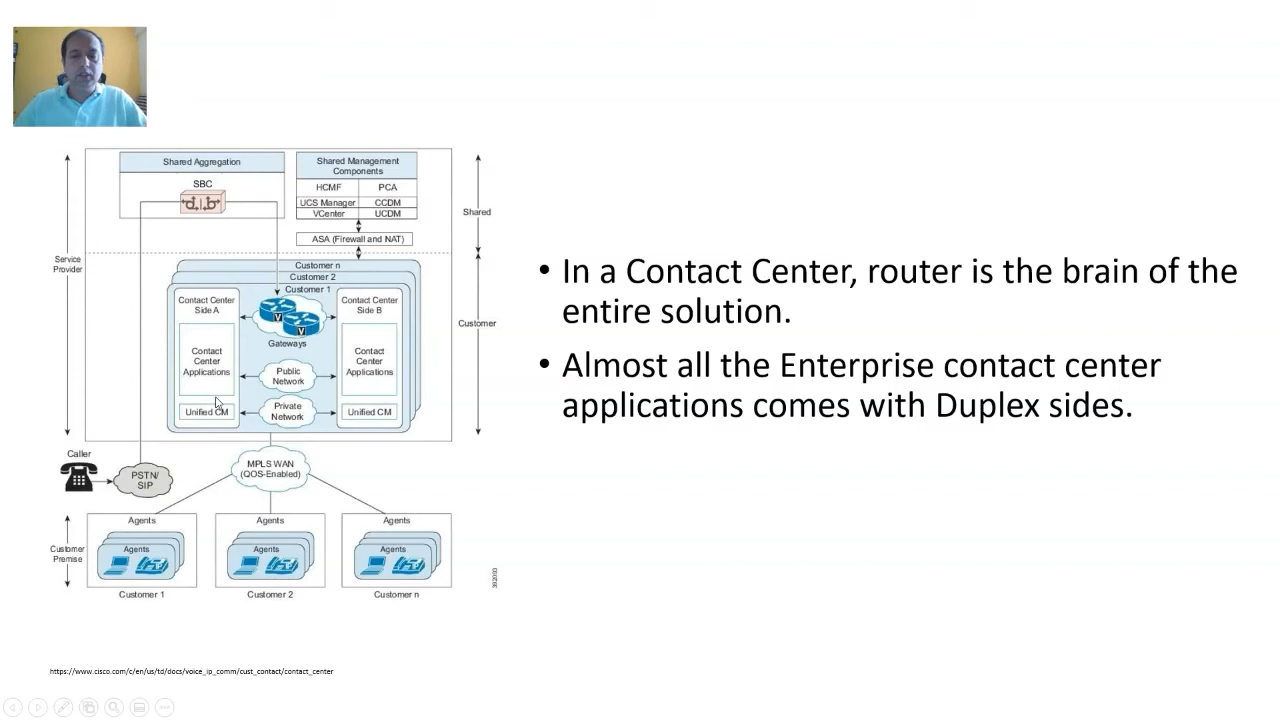 Shared Aggregation
SBC
Shared Management
Components
HCMF PCA
UCS Manager CCDM
VCenter UCDM
ASA (Firewall and NAT)
Shared
Service
Provider
Customer n
Customer 2
Customer 1
Contact Center
Side A
Contact Center
Side B
V
V
Gateways
Customer
Contact
Center
Applications
Contact
Center
Applications
Public
Network
Private
Network
Unified CM
Unified CM
Caller
PSTN/
SIP
MPLS WAN
(QOS-Enabled)
Agents
Agents
Agents
Agents
Agents
Agents
Customer
Premise
Customer 1
Customer 2
Customer n
• In a Contact Center, router is the brain of the
entire solution.
• Almost all the Enterprise contact center
applications comes with Duplex sides.
https://www.cisco.com/c/en/us/td/docs/voice_ip_comm/cust_contact/contact_center